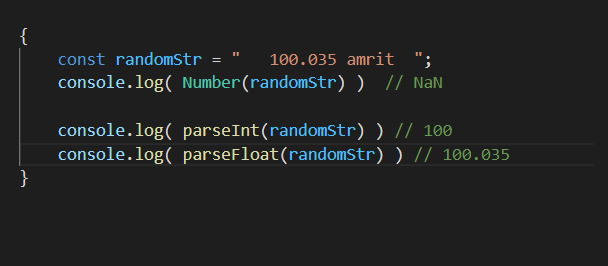 {
    const randomStr = "   100.035 amrit  ";
    console.log( Number(randomStr) )  // NaN
    console.log( parseInt(randomStr) ) // 100
    console.log( parseFloat(randomStr) ) // 100.035
}